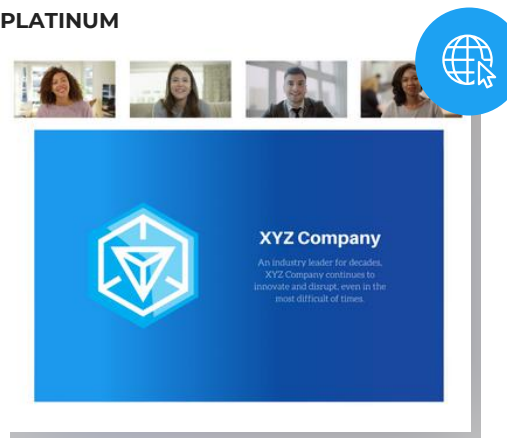 PLATINUM
XYZ Company
An industry leader for decades,
XYZ Company continues to
innovate and disrupt, even in the
most difficult of times.